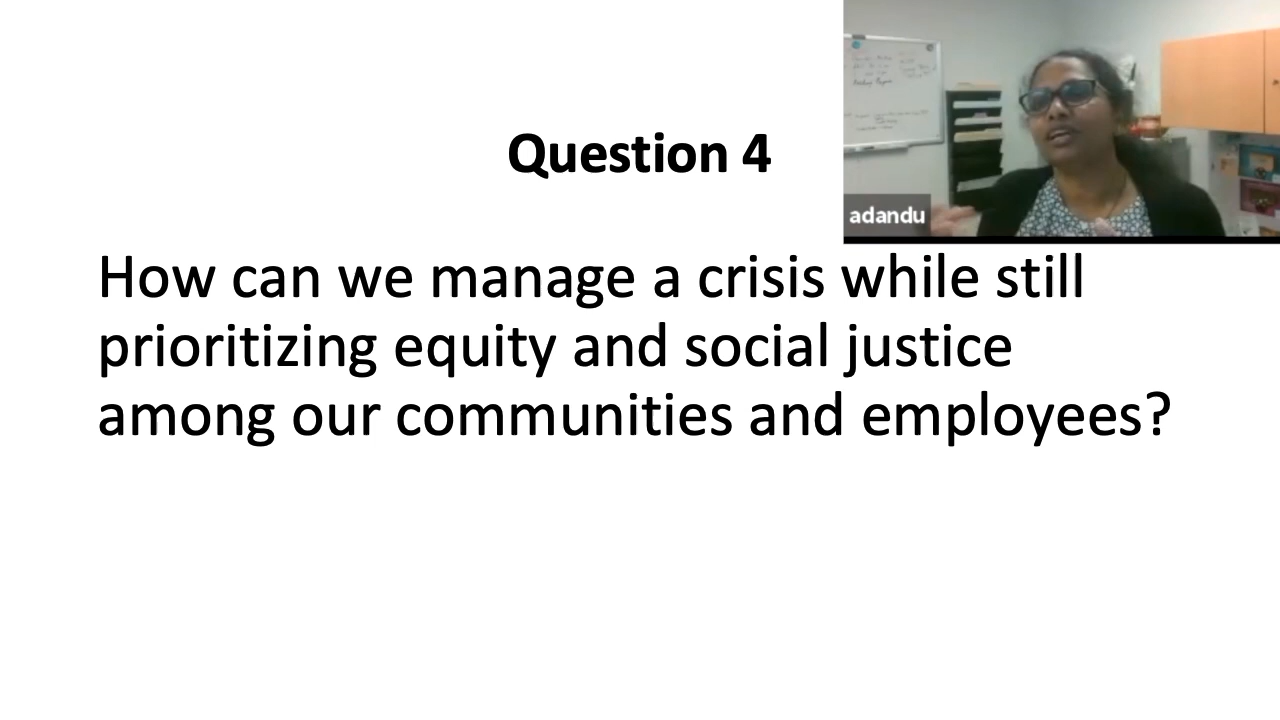 Question 4
adandu
How can we manage a crisis while still
prioritizing equity and social justice
among our communities and employees?